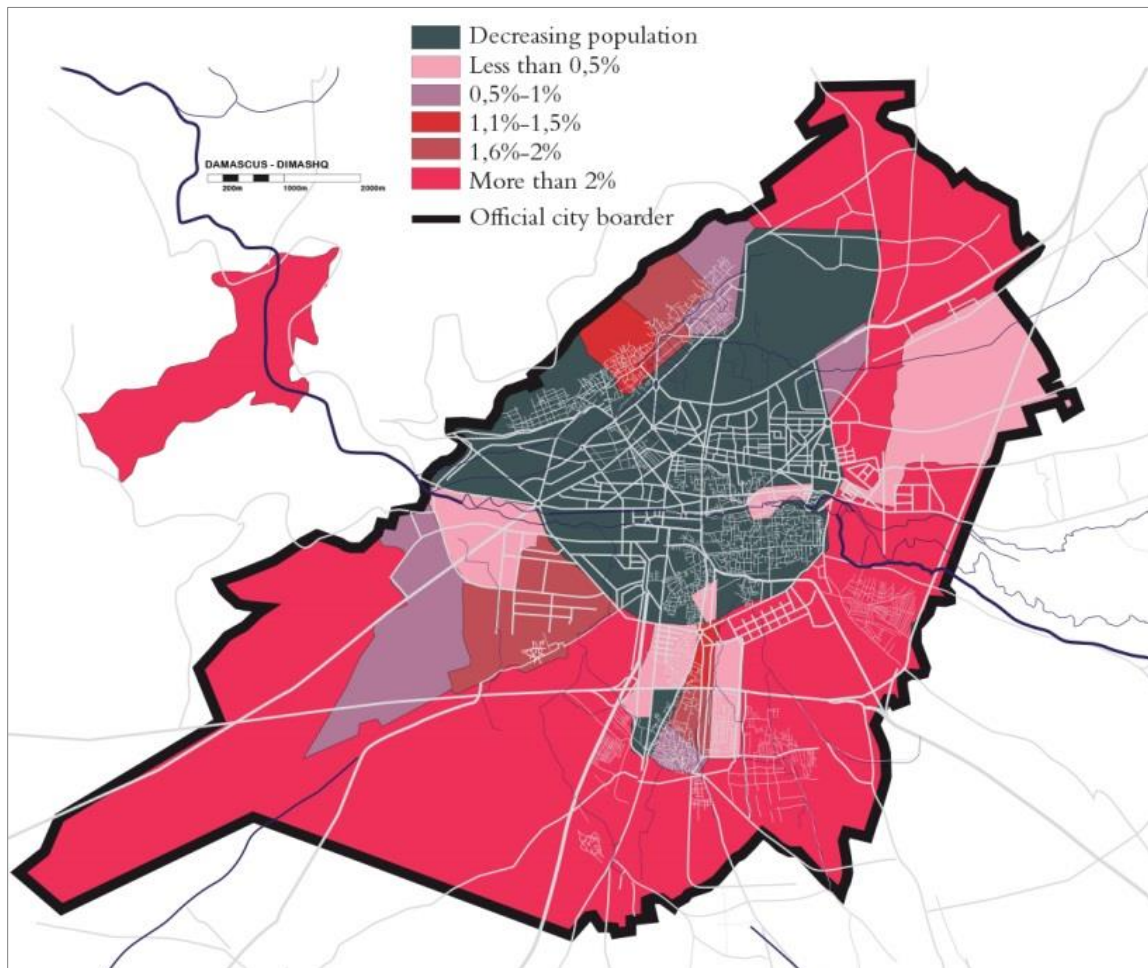 Decreasing population
Less than 0,5%
0,5%-1%
1,1%-1,5%
1,6%-2%
More than 2%
Official city boarder
DAMASCUS - DIMASHQ
200m 1000m 2000m